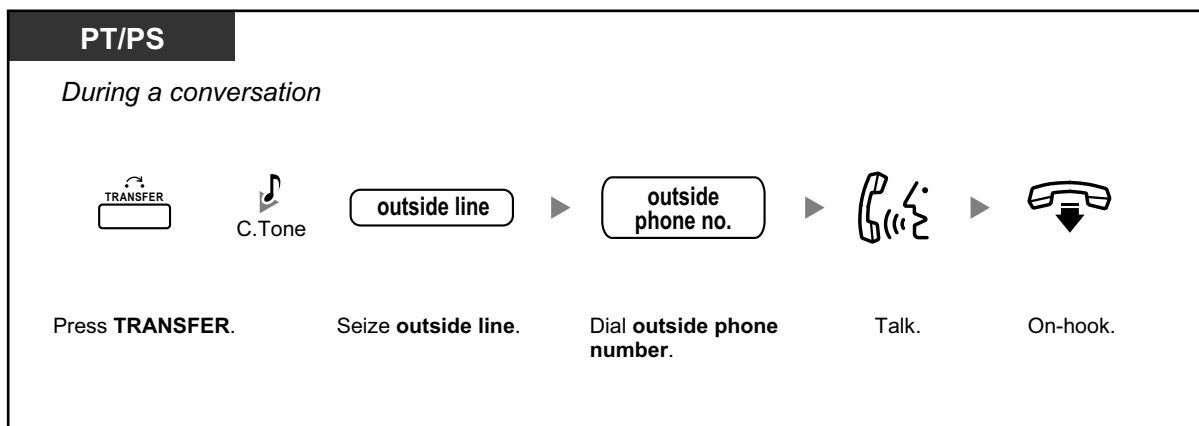 PT/PS
During a conversation
TRANSFER
C.Tone
outside line
outside
phone no.
Press TRANSFER.
Seize outside line.
Dial outside phone
number.
Talk.
On-hook.